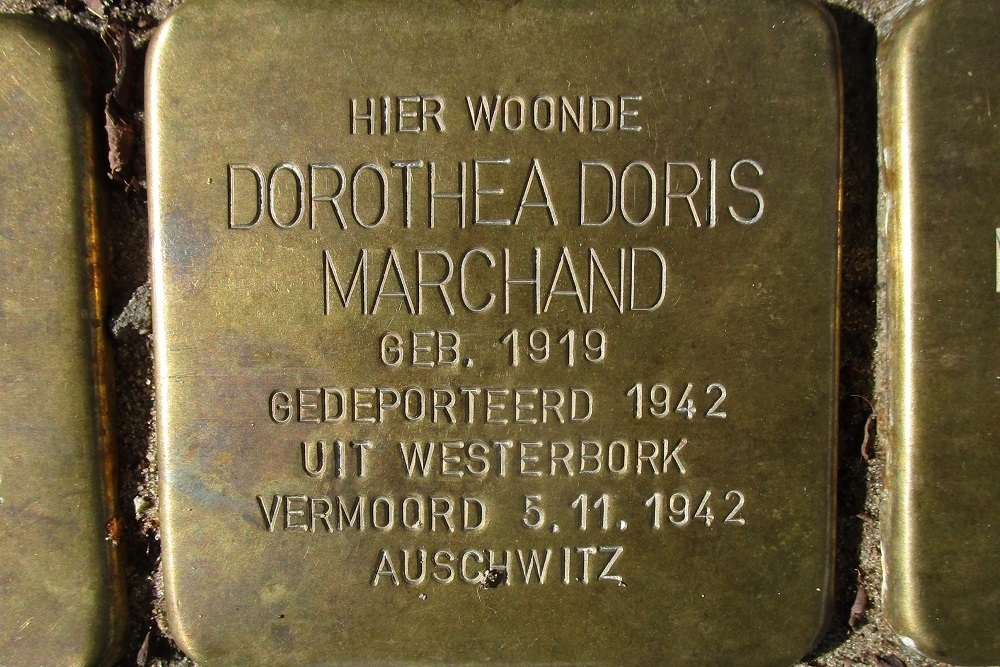 HIER WOONDE
DOROTHEA DORIS
MARCHAND
GEB. 1919
GEDEPORTEERD 1942
UIT WESTERBORK
VERMOORD 5.11.1942
AUSCHWITZ